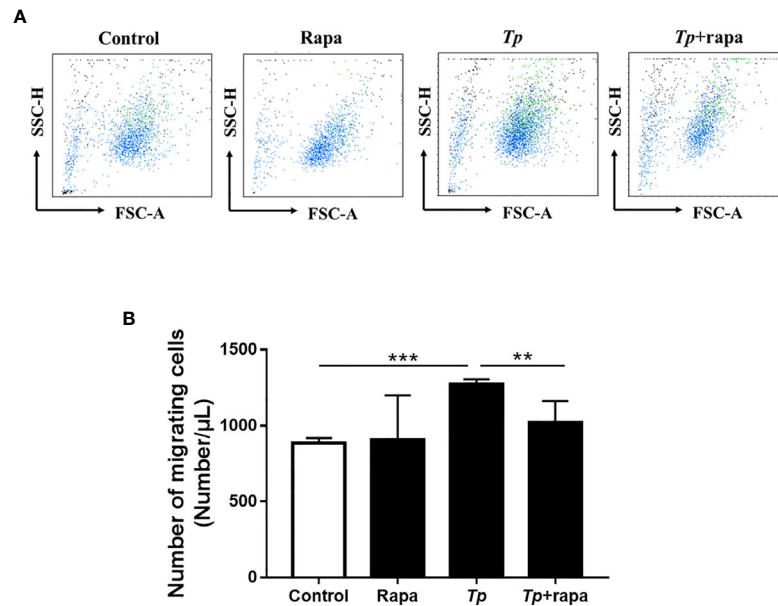 A
Control Rapa Tp Tp+rapa
SSC-H SSC-H SSC-H SSC-H
FSC-A FSC-A FSC-A FSC-A
B
Number of migrating cells
(Number/µL)
1500
1000
500
0
*** **
Control Rapa Tp Tp+rapa